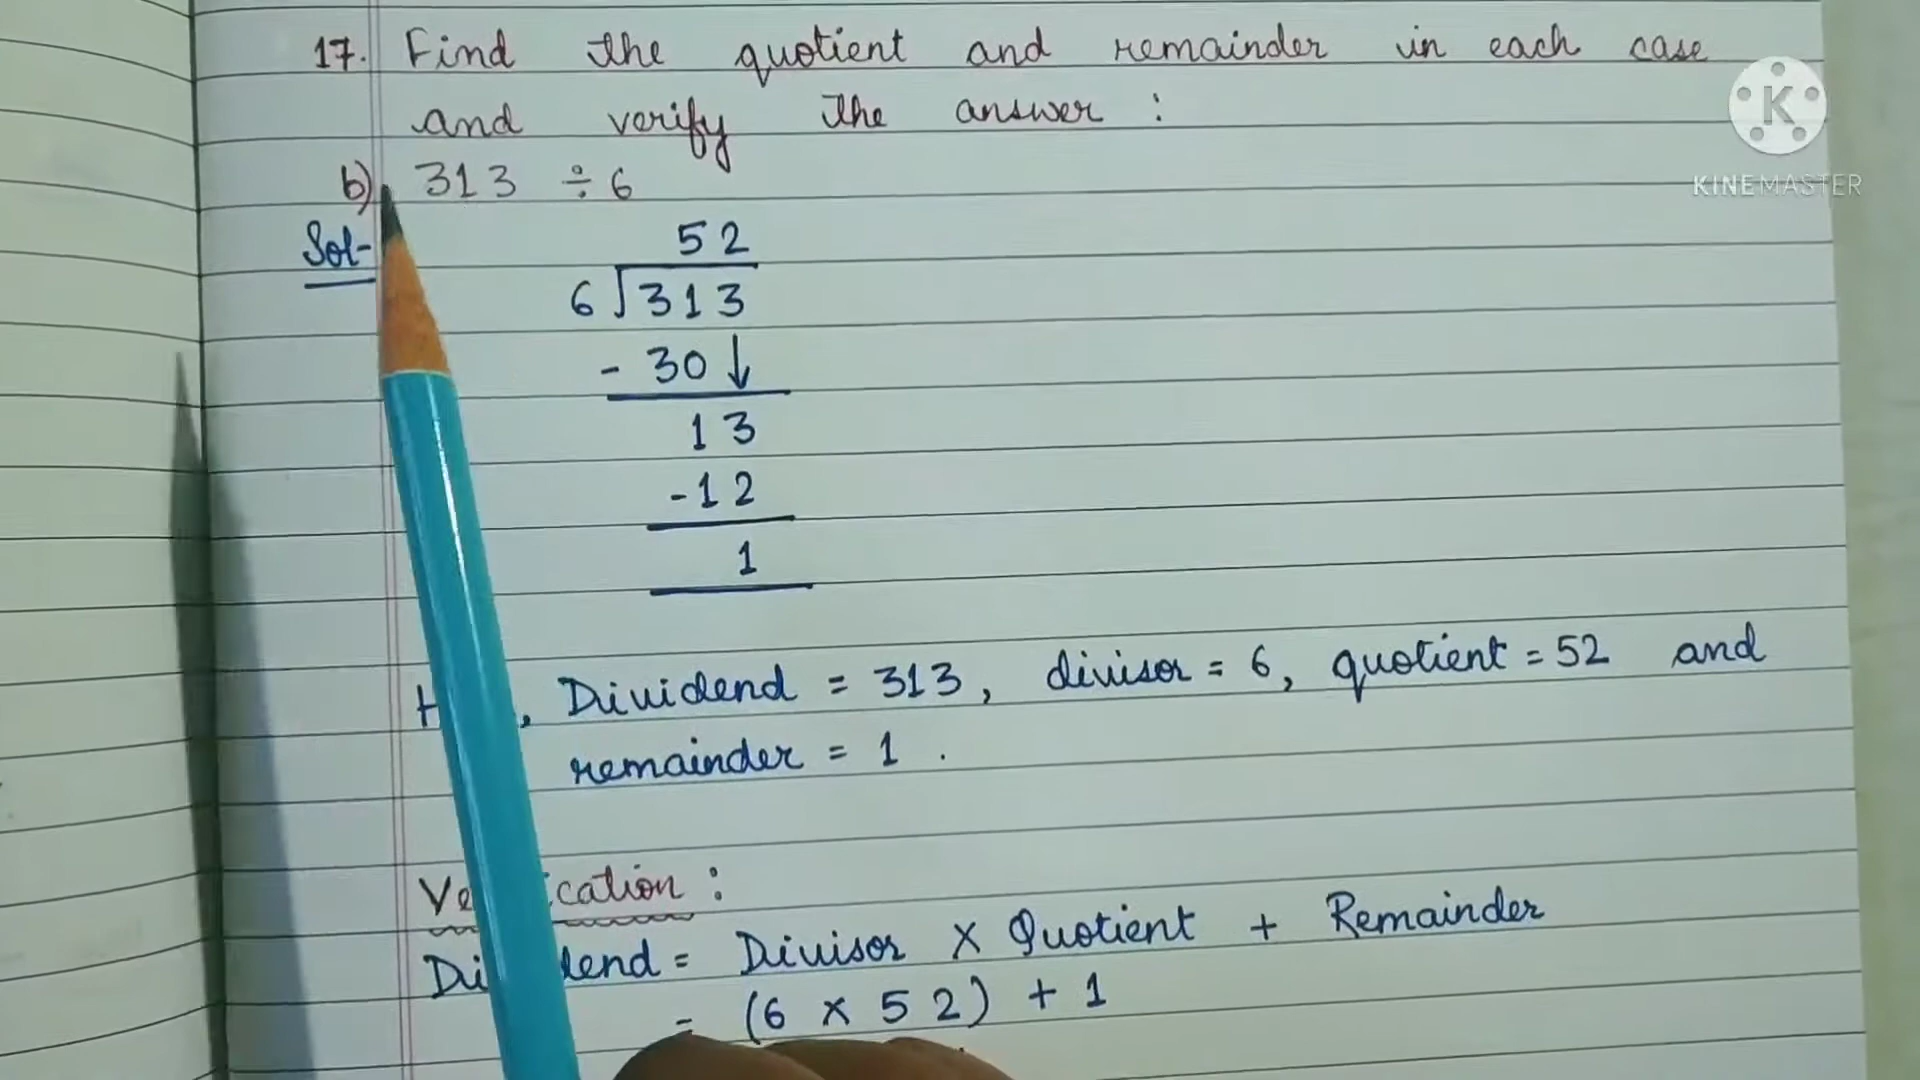 17. Find the quotient and remainder in each case
and verify the answer :
b) 313 ÷ 6
Sol-
52
6 313
- 30 ↓
13
-12
1
, Dividend = 313, divisor = 6, quotient = 52 and
remainder = 1 .
:
= Divisor X Quotient + Remainder
= (6 x 52) + 1
K
KINEMASTER